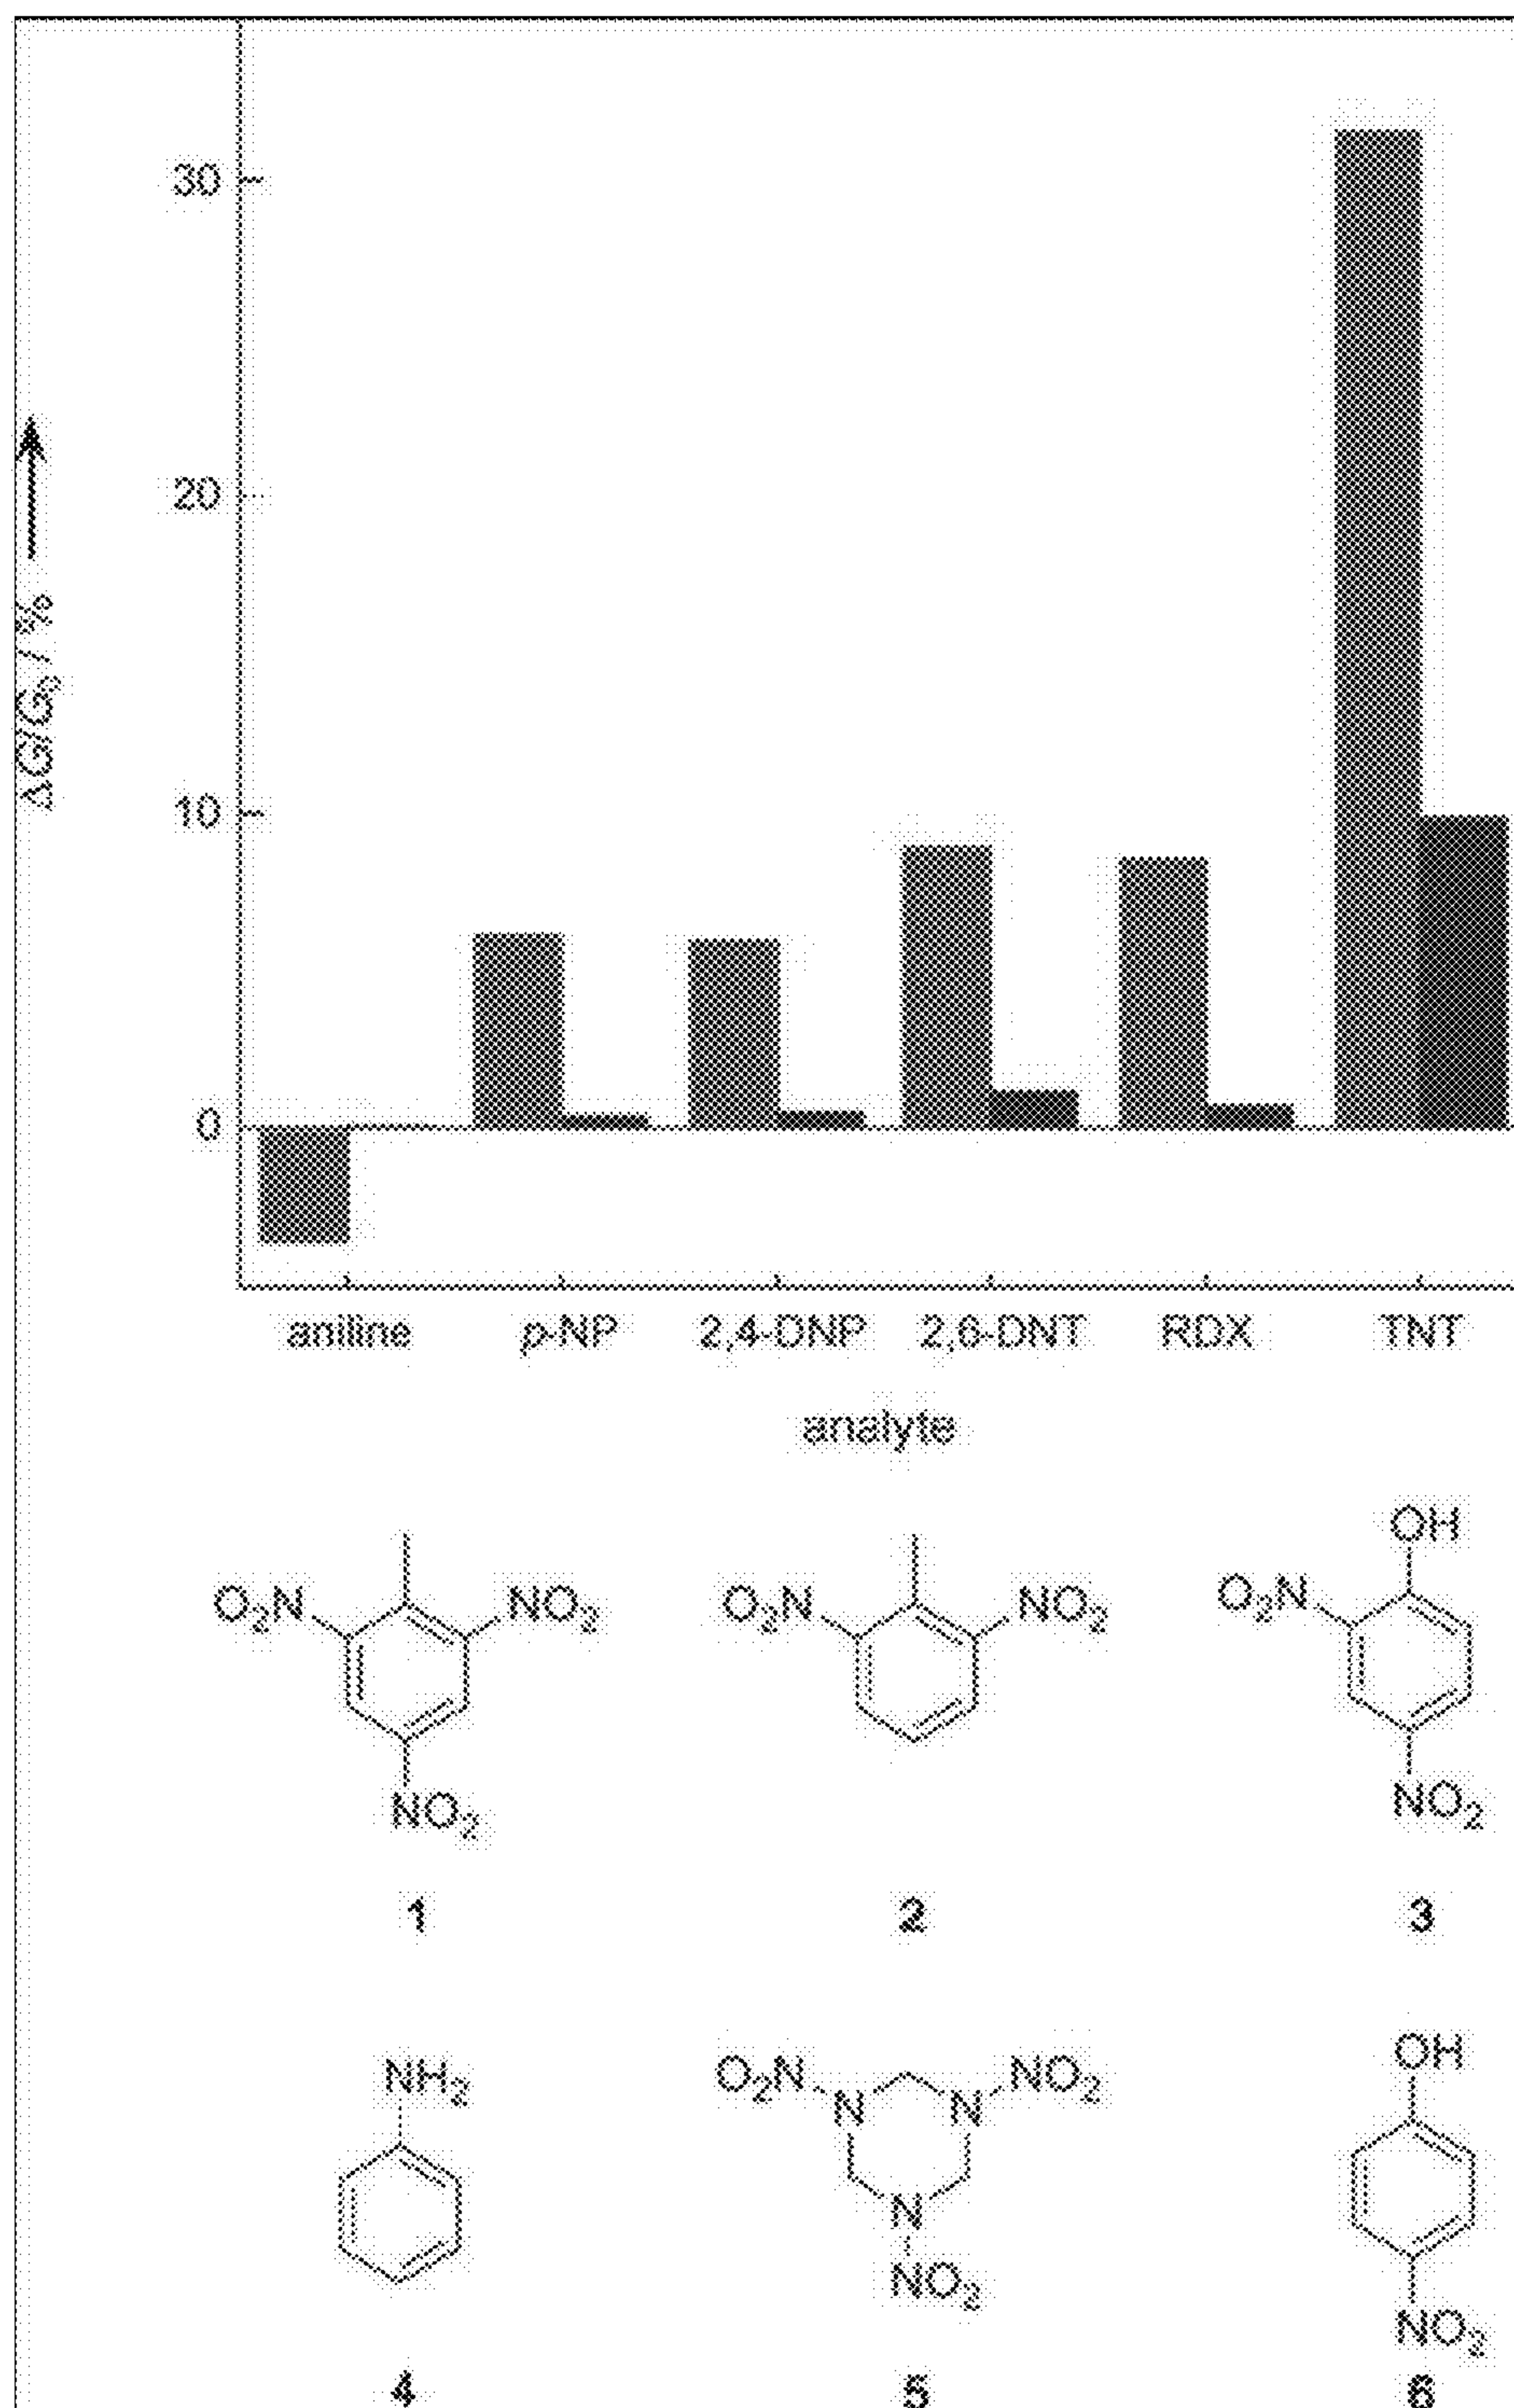 30
20
10
0
ΔG/G₀ / %
aniline p-NP 2,4-DNP 2,6-DNT RDX TNT
analyte
O₂N NO₂ NO₂
1
O₂N NO₂
2
OH O₂N NO₂
3
NH₂
4
O₂N N N NO₂ N NO₂
5
OH NO₂
6